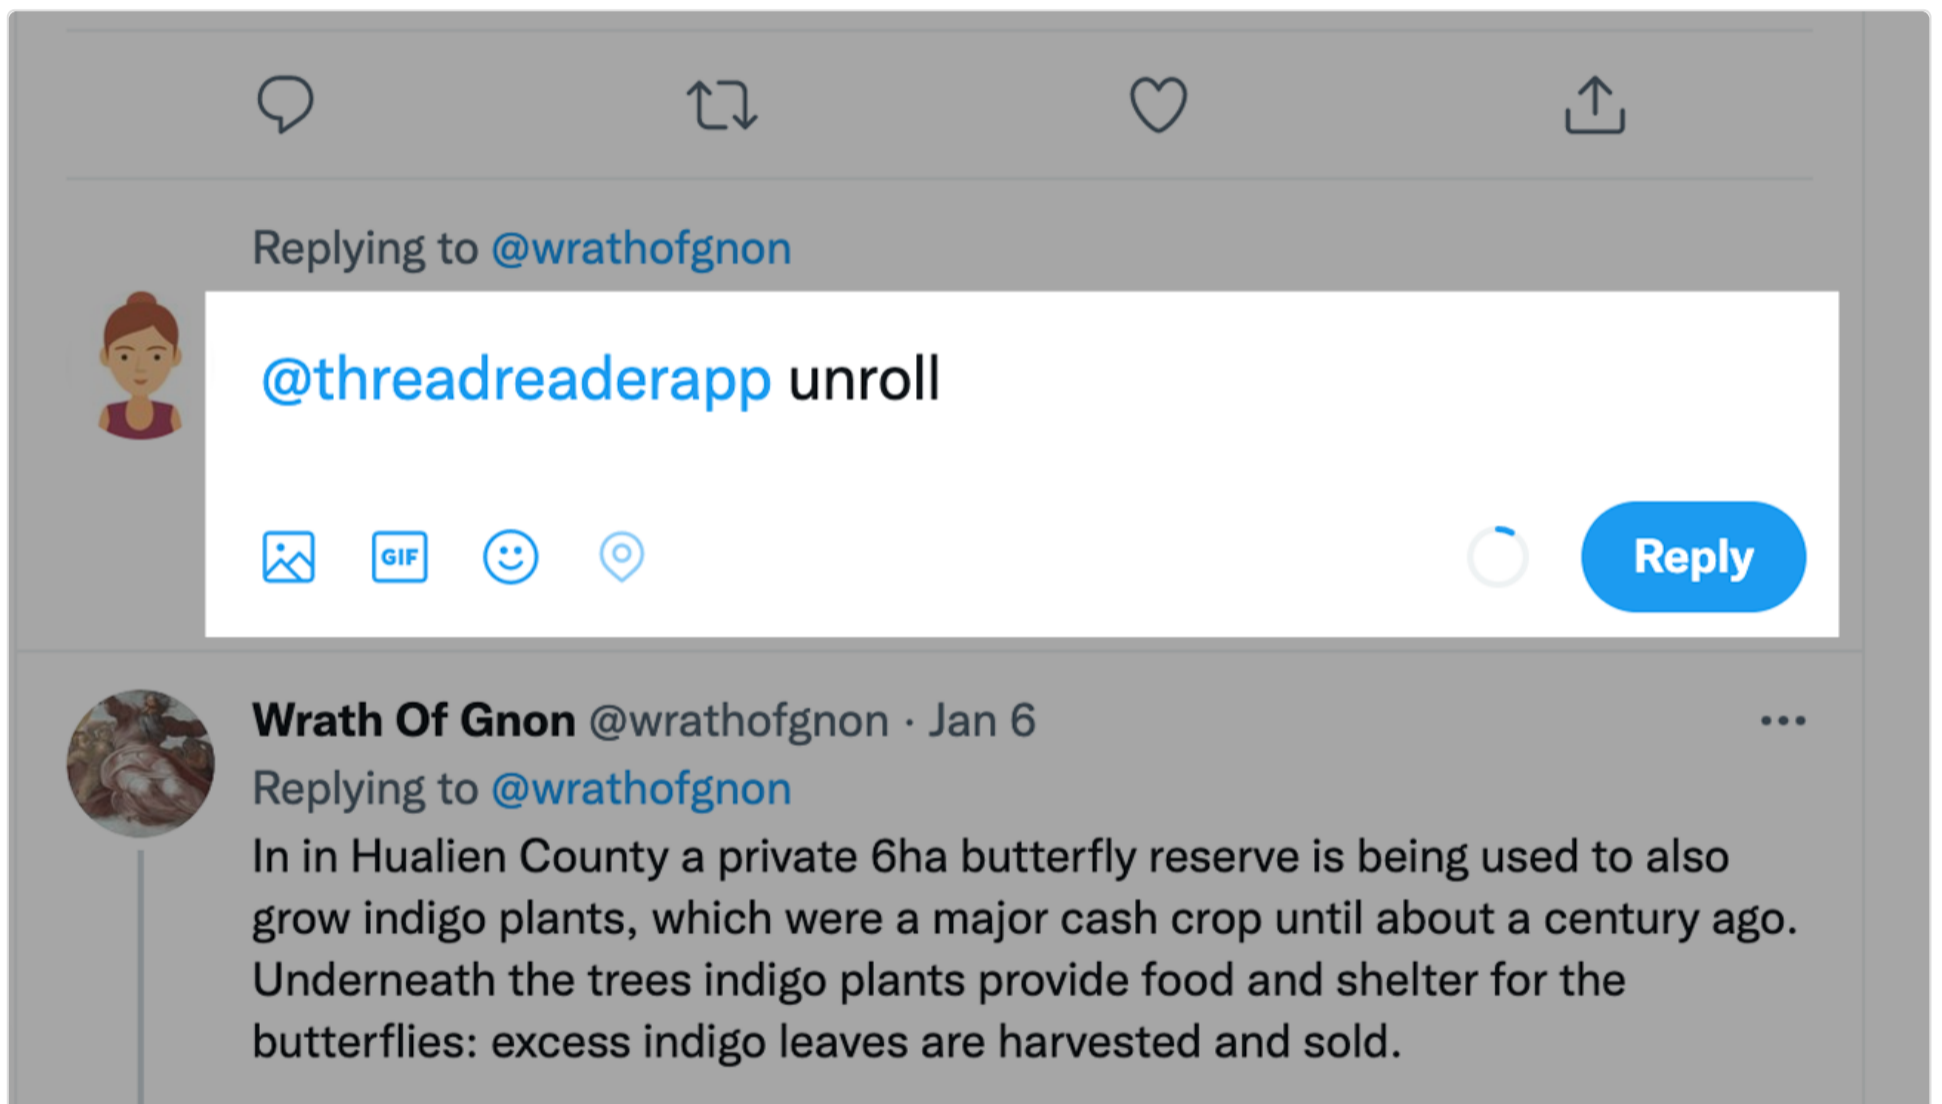 Replying to @wrathofgnon
@threadreaderapp unroll
GIF
Reply
Wrath Of Gnon @wrathofgnon · Jan 6
Replying to @wrathofgnon
In in Hualien County a private 6ha butterfly reserve is being used to also
grow indigo plants, which were a major cash crop until about a century ago.
Underneath the trees indigo plants provide food and shelter for the
butterflies: excess indigo leaves are harvested and sold.